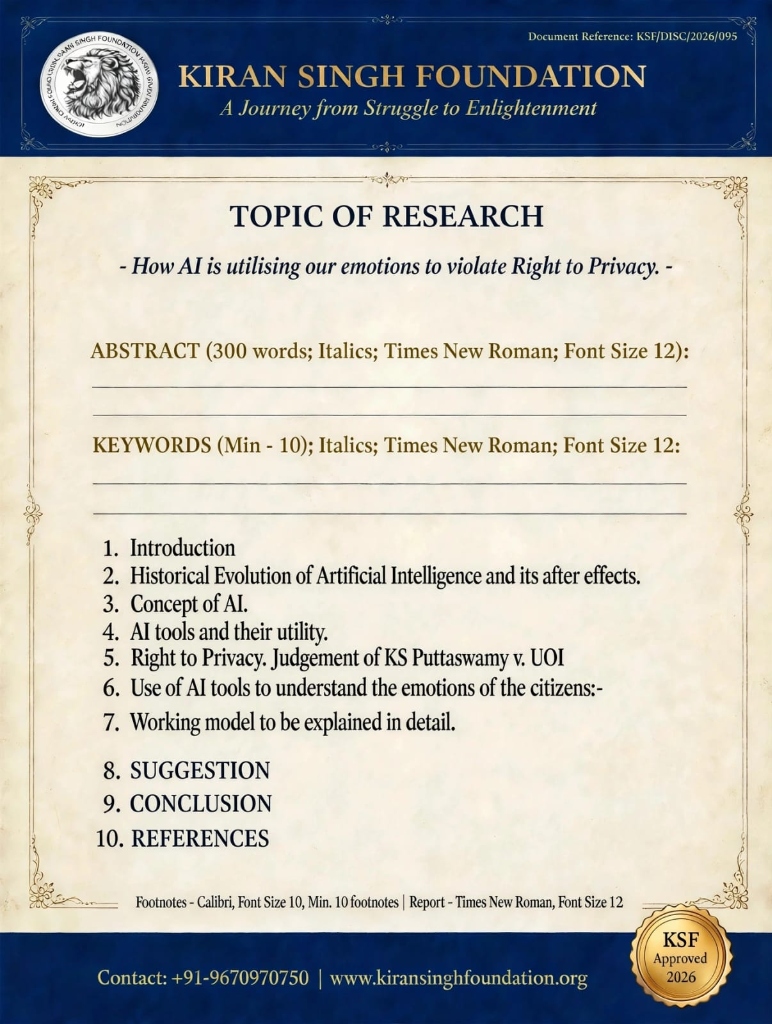 Document Reference: KSF/DISC/2026/095
KIRAN SINGH FOUNDATION
A Journey from Struggle to Enlightenment
TOPIC OF RESEARCH
- How AI is utilising our emotions to violate Right to Privacy. -
ABSTRACT (300 words; Italics; Times New Roman; Font Size 12):
KEYWORDS (Min - 10); Italics; Times New Roman; Font Size 12:
1. Introduction
2. Historical Evolution of Artificial Intelligence and its after effects.
3. Concept of AI.
4. AI tools and their utility.
5. Right to Privacy. Judgement of KS Puttaswamy v. UOI
6. Use of AI tools to understand the emotions of the citizens:-
7. Working model to be explained in detail.
8. SUGGESTION
9. CONCLUSION
10. REFERENCES
Footnotes - Calibri, Font Size 10, Min. 10 footnotes | Report - Times New Roman, Font Size 12
KSF
Approved
2026
Contact: +91-9670970750 | www.kiransinghfoundation.org